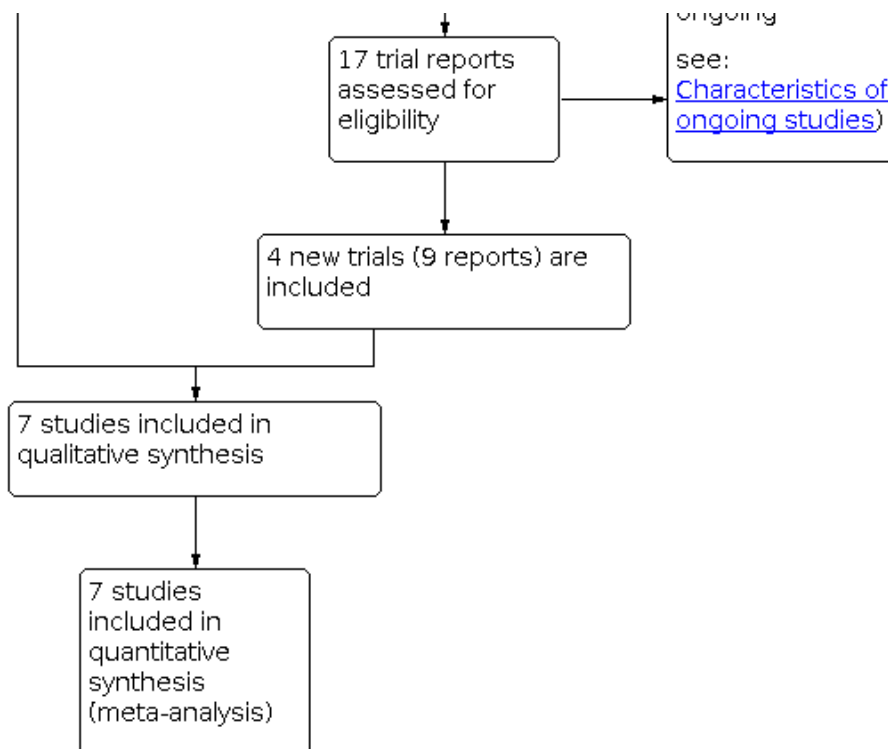 17 trial reports
assessed for
eligibility
ongoing
see:
Characteristics of
ongoing studies)
4 new trials (9 reports) are
included
7 studies included in
qualitative synthesis
7 studies
included in
quantitative
synthesis
(meta-analysis)